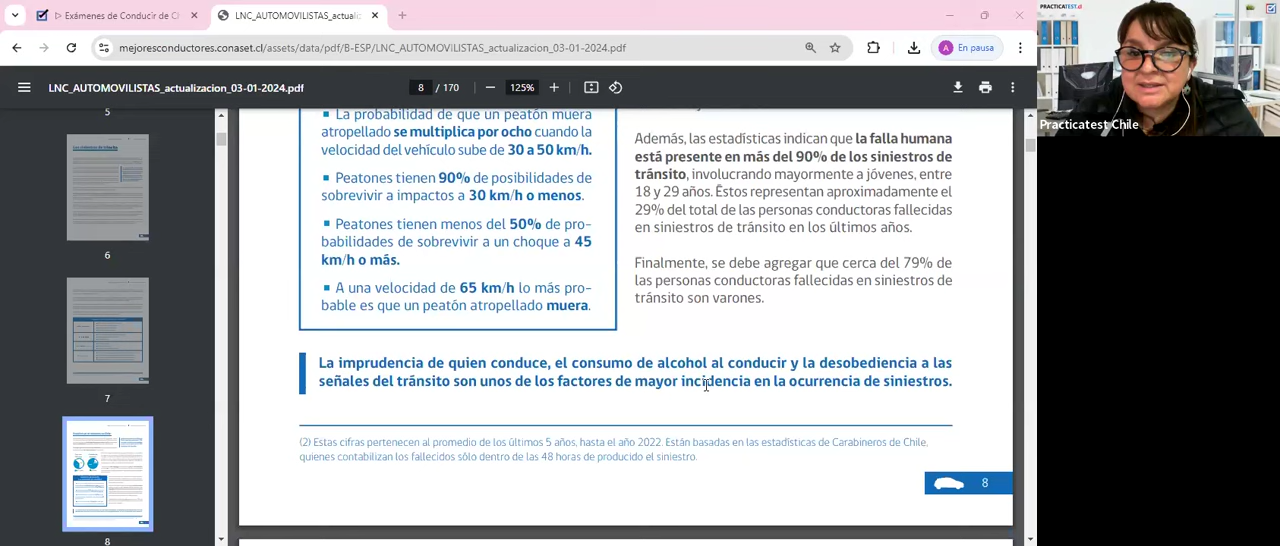 Exámenes de Conducir de C
LNC_AUTOMOVILISTAS_actualiza
mejoresconductores.conaset.cl/assets/data/pdf/B-ESP/LNC_AUTOMOVILISTAS_actualización_03-01-2024.pdf
A
En pausa
LNC_AUTOMOVILISTAS_actualizacion_03-01-2024.pdf
8 / 170
125%
5
6
7
8
La probabilidad de que un peatón muera
atropellado se multiplica por ocho cuando la
velocidad del vehículo sube de 30 a 50 km/h.
Peatones tienen 90% de posibilidades de
sobrevivir a impactos a 30 km/h o menos.
Peatones tienen menos del 50% de pro-
babilidades de sobrevivir a un choque a 45
km/h o más.
A una velocidad de 65 km/h lo más pro-
bable es que un peatón atropellado muera.
Además, las estadísticas indican que la falla humana
está presente en más del 90% de los siniestros de
tránsito, involucrando mayormente a jóvenes, entre
18 y 29 años. Éstos representan aproximadamente el
29% del total de las personas conductoras fallecidas
en siniestros de tránsito en los últimos años.
Finalmente, se debe agregar que cerca del 79% de
las personas conductoras fallecidas en siniestros de
tránsito son varones.
La imprudencia de quien conduce, el consumo de alcohol al conducir y la desobediencia a las
señales del tránsito son unos de los factores de mayor incidencia en la ocurrencia de siniestros.
(2) Estas cifras pertenecen al promedio de los últimos 5 años, hasta el año 2022. Están basadas en las estadísticas de Carabineros de Chile,
quienes contabilizan los fallecidos sólo dentro de las 48 horas de producido el siniestro.
8
PRACTICATEST.cl
Practicatest Chile